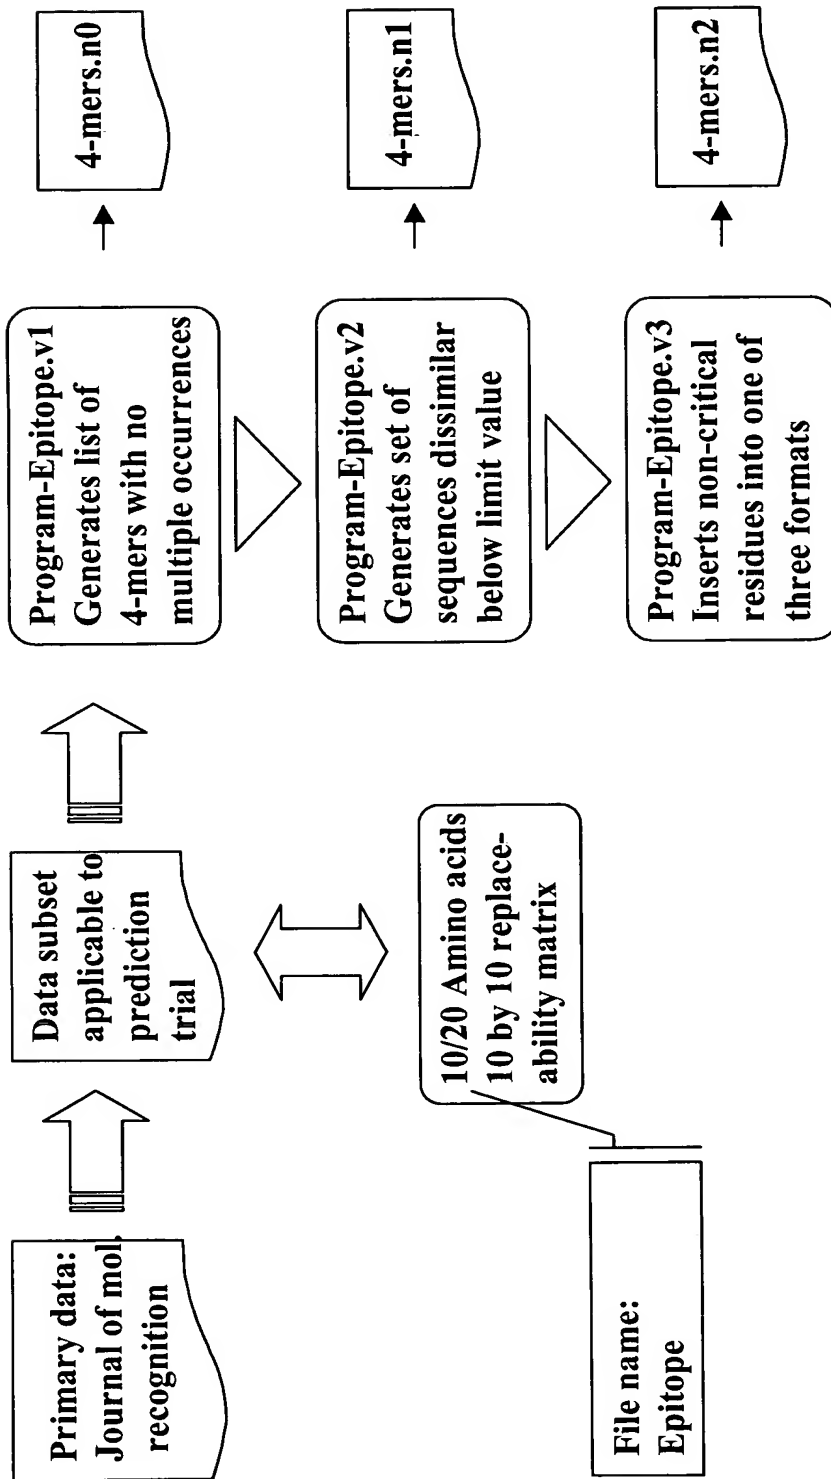 Primary data:
Journal of mol.
recognition
Data subset
applicable to
prediction
trial
10/20 Amino acids
10 by 10 replace-
ability matrix
File name:
Epitope
Program-Epitope.v1
Generates list of
4-mers with no
multiple occurrences
4-mers.n0
Program-Epitope.v2
Generates set of
sequences dissimilar
below limit value
4-mers.n1
Program-Epitope.v3
Inserts non-critical
residues into one of
three formats
4-mers.n2